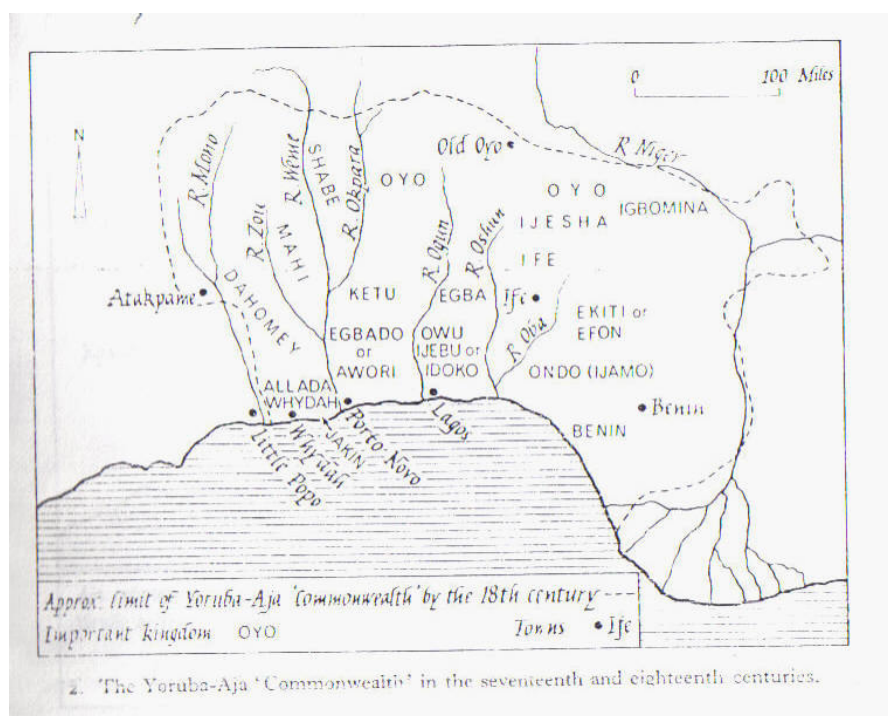 0 100 Miles
N
R. Mono
R. Weme
SHABE
R. Okpara
Old Oyo
R Niger
OYO
OYO
IGBOMINA
R. Zou
MAHI
R. Ogun
R. Oshun
IJESHA
IFE
Atakpame
DAHOMEY
KETU
EGBA
Ife
R. Oba
EKITI or
EFON
EGBADO
or
AWORI
OWU
IJEBU or
IDOKO
ONDO (IJAMO)
ALLADA
WHYDAH
Benin
BENIN
Little Popo
Whydah
JAKIN
Porto Novo
Lagos
Approx. limit of Yoruba-Aja 'Commonwealth' by the 18th century
Important kingdom OYO Towns Ife
2. The Yoruba-Aja 'Commonwealth' in the seventeenth and eighteenth centuries.